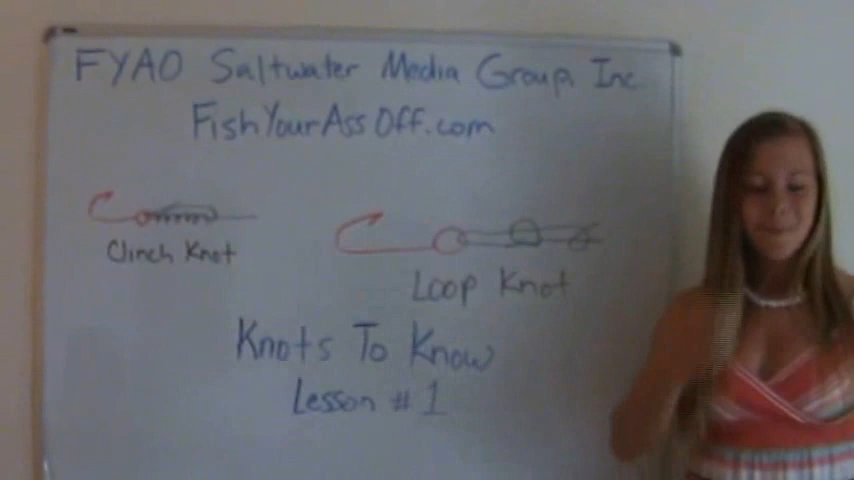 FYAO Saltwater Media Group, Inc
FishYourAssOff.com
Clinch Knot
Loop Knot
Knots To Know
Lesson # 1